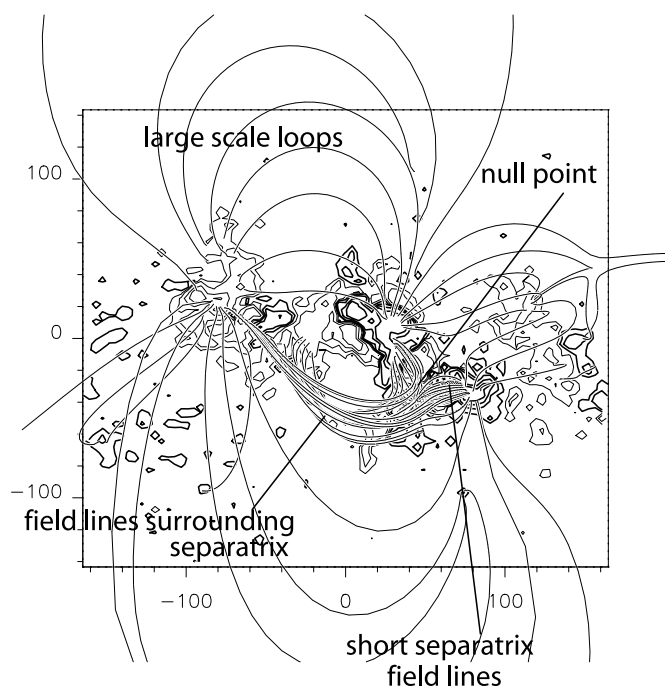 large scale loops
null point
100
0
−100
field lines surrounding
separatrix
−100
0
100
short separatrix
field lines